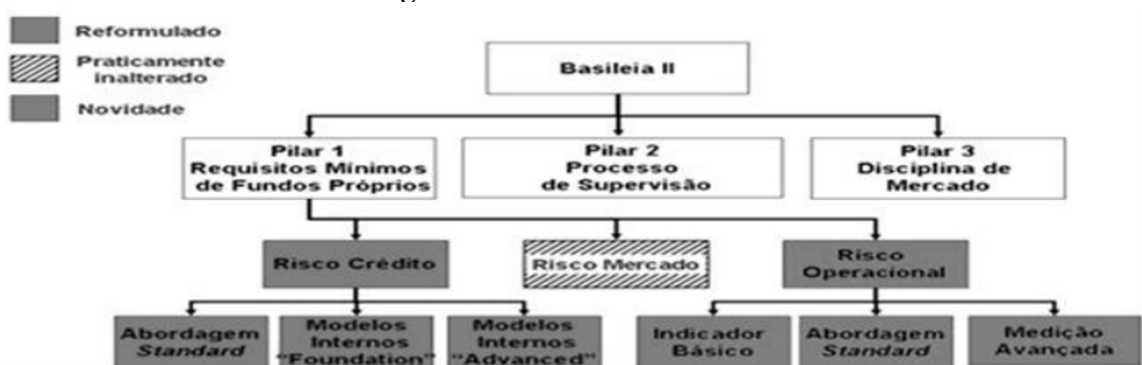 Reformulado
Praticamente
inalterado
Novidade
Basileia II
Pilar 1
Requisitos Mínimos
de Fundos Próprios
Pilar 2
Processo
de Supervisão
Pilar 3
Disciplina de
Mercado
Risco Crédito
Risco Mercado
Risco
Operacional
Abordagem
Standard
Modelos
Internos
"Foundation"
Modelos
Internos
"Advanced"
Indicador
Básico
Abordagem
Standard
Medição
Avançada